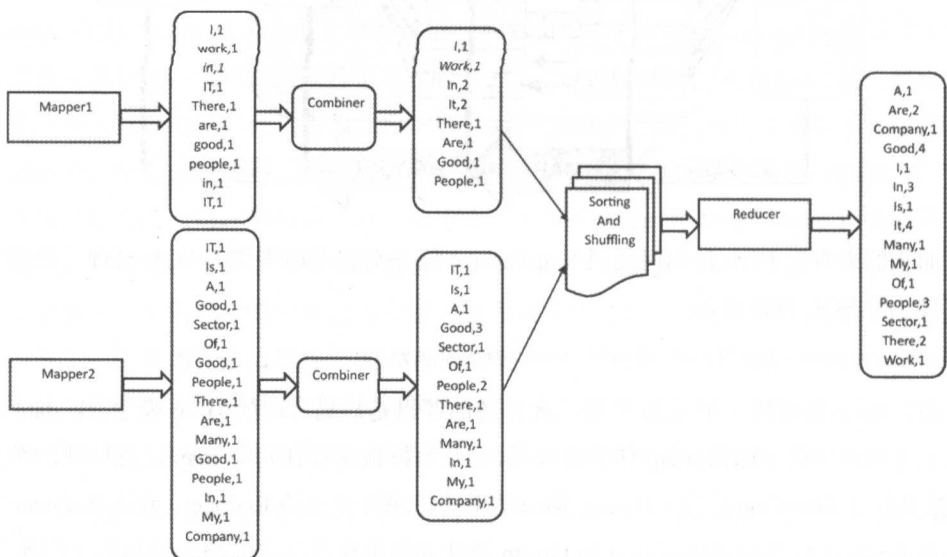 Mapper1
I,1
work,1
in,1
IT,1
There,1
are,1
good,1
people,1
in,1
IT,1
Combiner
I,1
Work,1
In,2
It,2
There,1
Are,1
Good,1
People,1
Mapper2
IT,1
Is,1
A,1
Good,1
Sector,1
Of,1
Good,1
People,1
There,1
Are,1
Many,1
Good,1
People,1
In,1
My,1
Company,1
Combiner
IT,1
Is,1
A,1
Good,3
Sector,1
Of,1
People,2
There,1
Are,1
Many,1
In,1
My,1
Company,1
Sorting
And
Shuffling
Reducer
A,1
Are,2
Company,1
Good,4
I,1
In,3
Is,1
It,4
Many,1
My,1
Of,1
People,3
Sector,1
There,2
Work,1